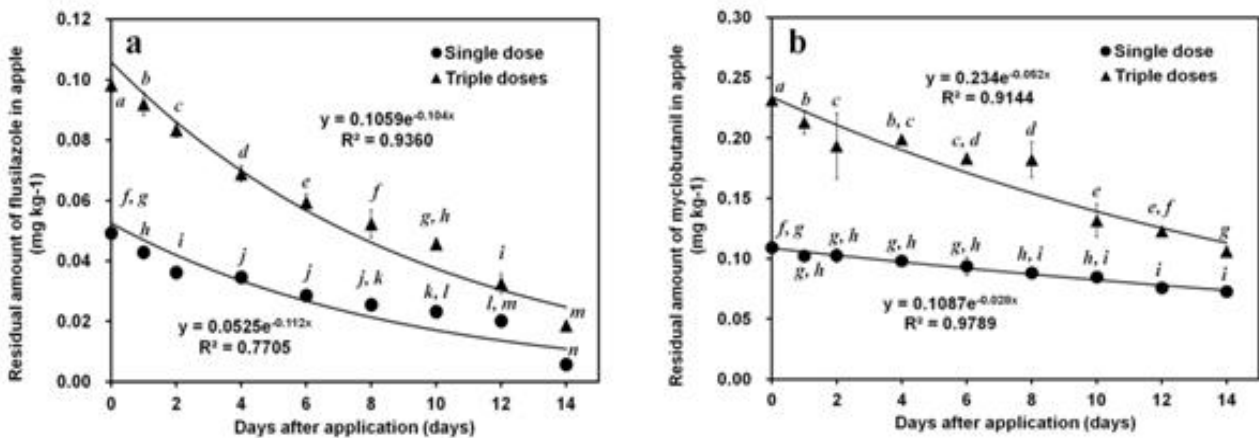 a
Single dose
Triple doses
y = 0.1059e-0.104x
R² = 0.9360
y = 0.0525e-0.112x
R² = 0.7705
a
b
c
d
e
f
g, h
i
m
f, g
h
i
j
j
j, k
k, l
l, m
n
0.12
0.10
0.08
0.06
0.04
0.02
0.00
0
2
4
6
8
10
12
14
Residual amount of flusilazole in apple
(mg kg-1)
Days after application (days)
b
Single dose
Triple doses
y = 0.234e-0.052x
R² = 0.9144
y = 0.1087e-0.028x
R² = 0.9789
a
b
c
b, c
c, d
d
e
e, f
g
f, g
g, h
g, h
g, h
g, h
h, i
h, i
i
i
0.30
0.25
0.20
0.15
0.10
0.05
0.00
0
2
4
6
8
10
12
14
Residual amount of myclobutanil in apple
(mg kg-1)
Days after application (days)